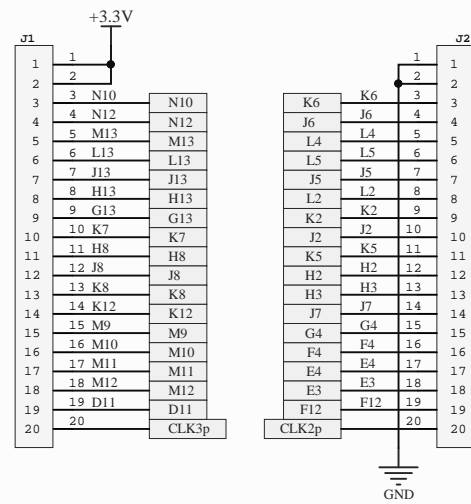 +3.3V
J1 J2
1 1 1 1
2 2 2 2
3 3 N10 N10 K6 K6 3 3
4 4 N12 N12 J6 J6 4 4
5 5 M13 M13 L4 L4 5 5
6 6 L13 L13 L5 L5 6 6
7 7 J13 J13 J5 J5 7 7
8 8 H13 H13 L2 L2 8 8
9 9 G13 G13 K2 K2 9 9
10 10 K7 K7 J2 J2 10 10
11 11 H8 H8 K5 K5 11 11
12 12 J8 J8 H2 H2 12 12
13 13 K8 K8 H3 H3 13 13
14 14 K12 K12 J7 J7 14 14
15 15 M9 M9 G4 G4 15 15
16 16 M10 M10 F4 F4 16 16
17 17 M11 M11 E4 E4 17 17
18 18 M12 M12 E3 E3 18 18
19 19 D11 D11 F12 F12 19 19
20 20 CLK3p CLK2p 20 20
GND